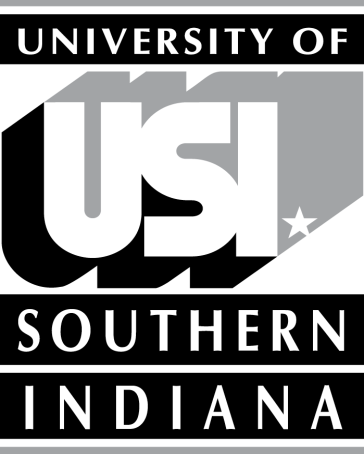 UNIVERSITY OF
USI
SOUTHERN
INDIANA